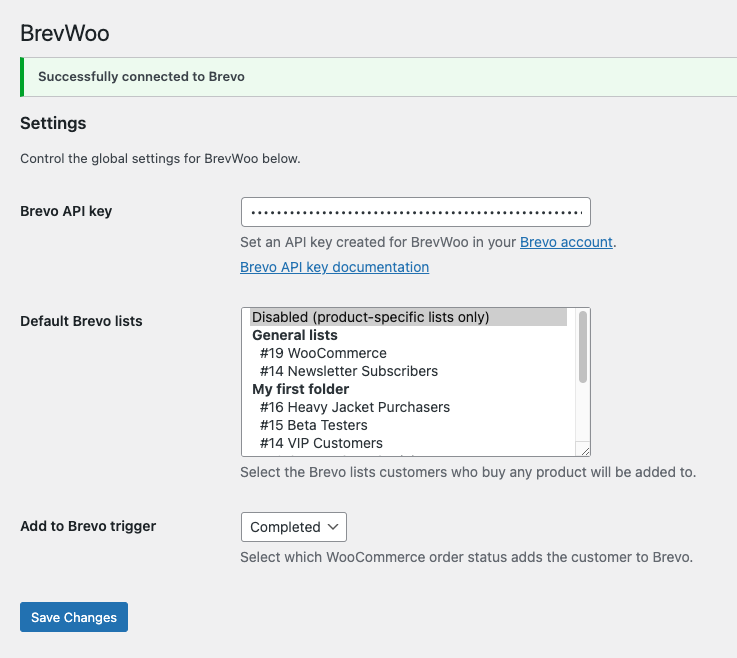 BrevWoo
Successfully connected to Brevo
Settings
Control the global settings for BrevWoo below.
Brevo API key
Set an API key created for BrevWoo in your Brevo account.
Brevo API key documentation
Default Brevo lists
Disabled (product-specific lists only)
General lists
#19 WooCommerce
#14 Newsletter Subscribers
My first folder
#16 Heavy Jacket Purchasers
#15 Beta Testers
#14 VIP Customers
Select the Brevo lists customers who buy any product will be added to.
Add to Brevo trigger
Completed
Select which WooCommerce order status adds the customer to Brevo.
Save Changes